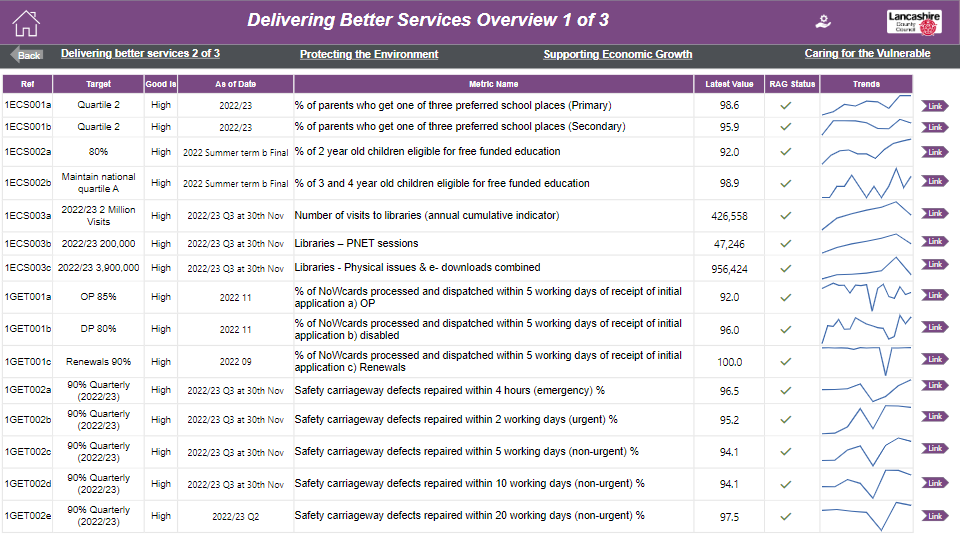 Delivering Better Services Overview 1 of 3
Lancashire
County
Council
Back
Delivering better services 2 of 3 Protecting the Environment Supporting Economic Growth Caring for the Vulnerable
Ref Target Good Is As of Date Metric Name Latest Value RAG Status Trends
1ECS001a Quartile 2 High 2022/23 % of parents who get one of three preferred school places (Primary) 98.6 Link
1ECS001b Quartile 2 High 2022/23 % of parents who get one of three preferred school places (Secondary) 95.9 Link
1ECS002a 80% High 2022 Summer term b Final % of 2 year old children eligible for free funded education 92.0 Link
1ECS002b Maintain national High 2022 Summer term b Final % of 3 and 4 year old children eligible for free funded education 98.9 Link
quartile A
1ECS003a 2022/23 2 Million High 2022/23 Q3 at 30th Nov Number of visits to libraries (annual cumulative indicator) 426,558 Link
Visits
1ECS003b 2022/23 200,000 High 2022/23 Q3 at 30th Nov Libraries – PNET sessions 47,246 Link
1ECS003c 2022/23 3,900,000 High 2022/23 Q3 at 30th Nov Libraries - Physical issues & e- downloads combined 956,424 Link
1GET001a OP 85% High 2022 11 % of NoWcards processed and dispatched within 5 working days of receipt of initial 92.0 Link
application a) OP
1GET001b DP 80% High 2022 11 % of NoWcards processed and dispatched within 5 working days of receipt of initial 96.0 Link
application b) disabled
1GET001c Renewals 90% High 2022 09 % of NoWcards processed and dispatched within 5 working days of receipt of initial 100.0 Link
application c) Renewals
1GET002a 90% Quarterly High 2022/23 Q3 at 30th Nov Safety carriageway defects repaired within 4 hours (emergency) % 96.5 Link
(2022/23)
1GET002b 90% Quarterly High 2022/23 Q3 at 30th Nov Safety carriageway defects repaired within 2 working days (urgent) % 95.2 Link
(2022/23)
1GET002c 90% Quarterly High 2022/23 Q3 at 30th Nov Safety carriageway defects repaired within 5 working days (non-urgent) % 94.1 Link
(2022/23)
1GET002d 90% Quarterly High 2022/23 Q3 at 30th Nov Safety carriageway defects repaired within 10 working days (non-urgent) % 94.1 Link
(2022/23)
1GET002e 90% Quarterly High 2022/23 Q2 Safety carriageway defects repaired within 20 working days (non-urgent) % 97.5 Link
(2022/23)